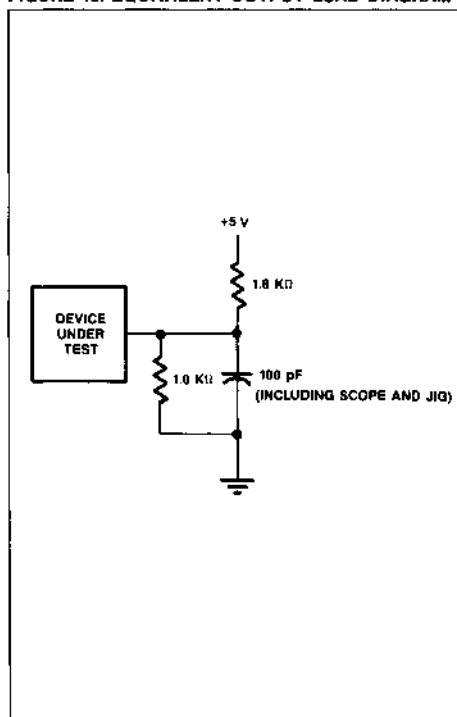 +5 V
1.8 KΩ
DEVICE
UNDER
TEST
1.0 KΩ
100 pF
(INCLUDING SCOPE AND JIG)